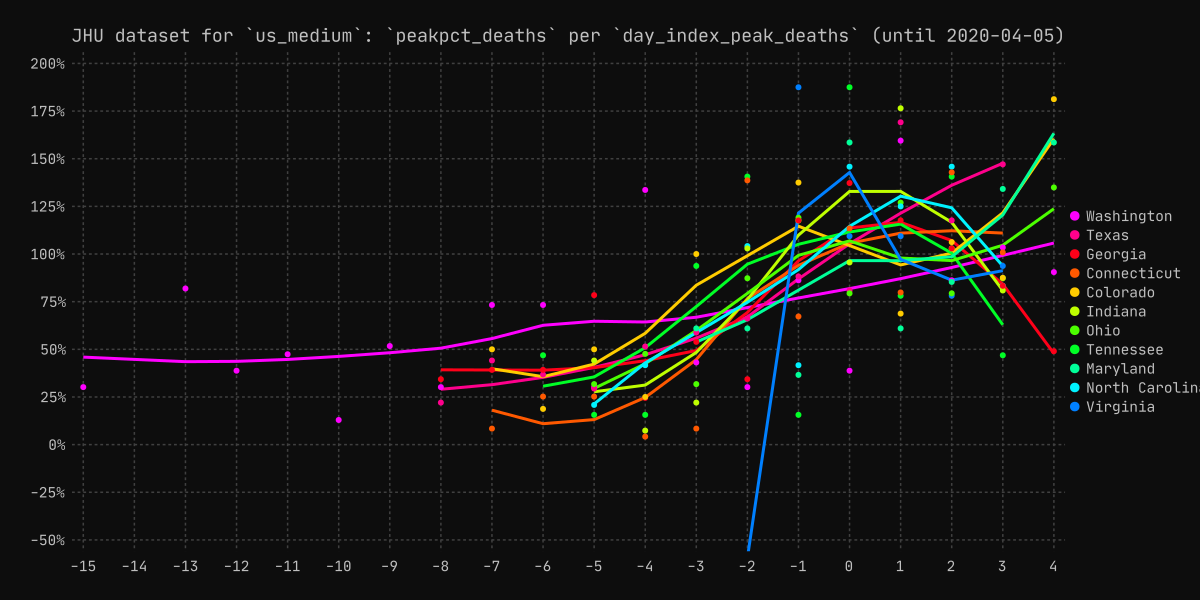 JHU dataset for `us_medium`: `peakpct_deaths` per `day_index_peak_deaths` (until 2020-04-05)
200%
175%
150%
125%
100%
75%
50%
25%
0%
-25%
-50%
-15 -14 -13 -12 -11 -10 -9 -8 -7 -6 -5 -4 -3 -2 -1 0 1 2 3 4
Washington
Texas
Georgia
Connecticut
Colorado
Indiana
Ohio
Tennessee
Maryland
North Carolina
Virginia